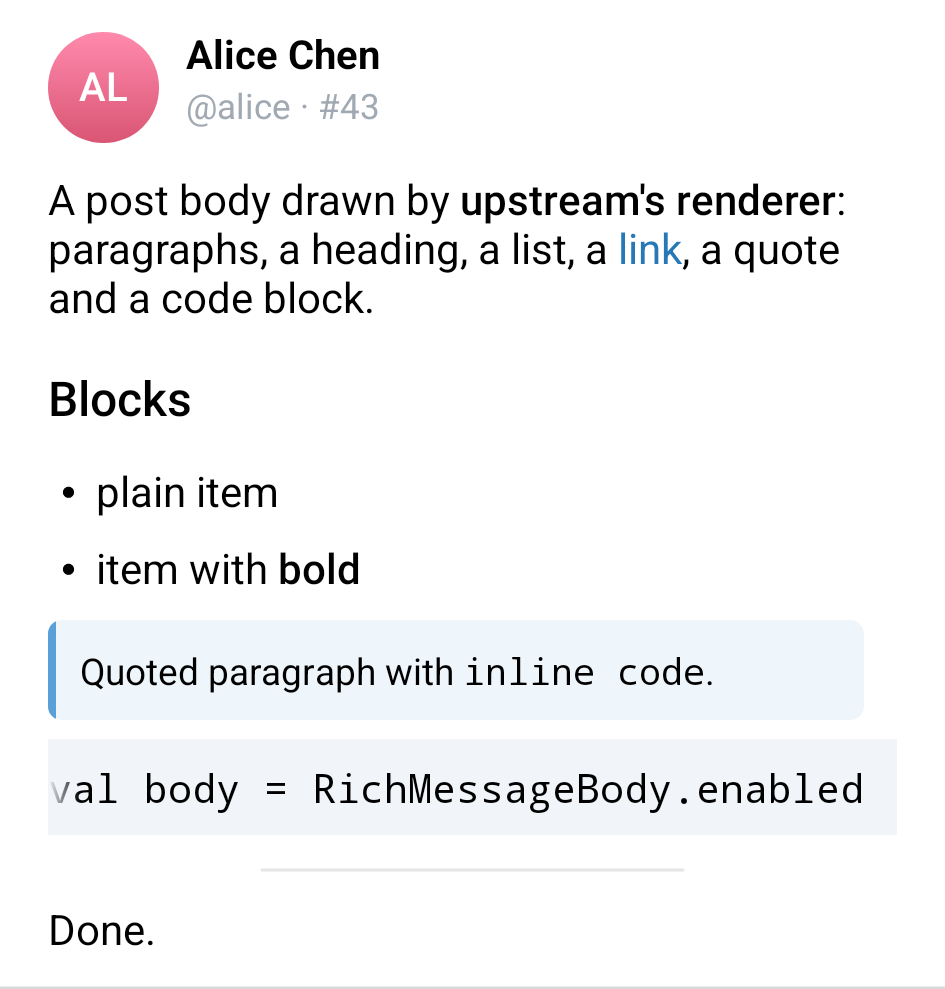 AL
Alice Chen
@alice · #43
A post body drawn by upstream's renderer:
paragraphs, a heading, a list, a link, a quote
and a code block.
Blocks
• plain item
• item with bold
Quoted paragraph with inline code.
val body = RichMessageBody.enabled
Done.